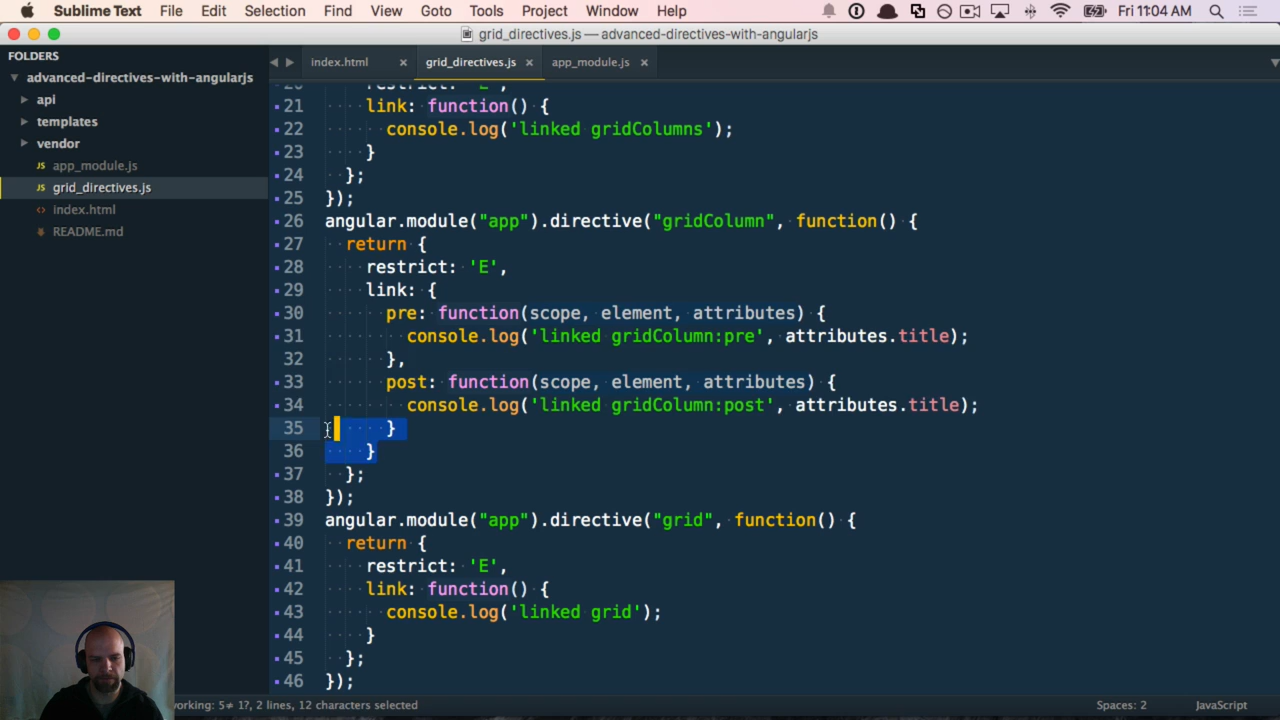 Sublime Text File Edit Selection Find View Goto Tools Project Window Help Fri 11:04 AM
grid_directives.js — advanced-directives-with-angularjs
FOLDERS
advanced-directives-with-angularjs
api
templates
vendor
JS app_module.js
JS grid_directives.js
<> index.html
README.md
index.html × grid_directives.js × app_module.js ×
21 link: function() {
22 console.log('linked gridColumns');
23 }
24 };
25 });
26 angular.module("app").directive("gridColumn", function() {
27 return {
28 restrict: 'E',
29 link: {
30 pre: function(scope, element, attributes) {
31 console.log('linked gridColumn:pre', attributes.title);
32 },
33 post: function(scope, element, attributes) {
34 console.log('linked gridColumn:post', attributes.title);
35 }
36 }
37 };
38 });
39 angular.module("app").directive("grid", function() {
40 return {
41 restrict: 'E',
42 link: function() {
43 console.log('linked grid');
44 }
45 };
46 });
working: 5≠ 1?, 2 lines, 12 characters selected Spaces: 2 JavaScript